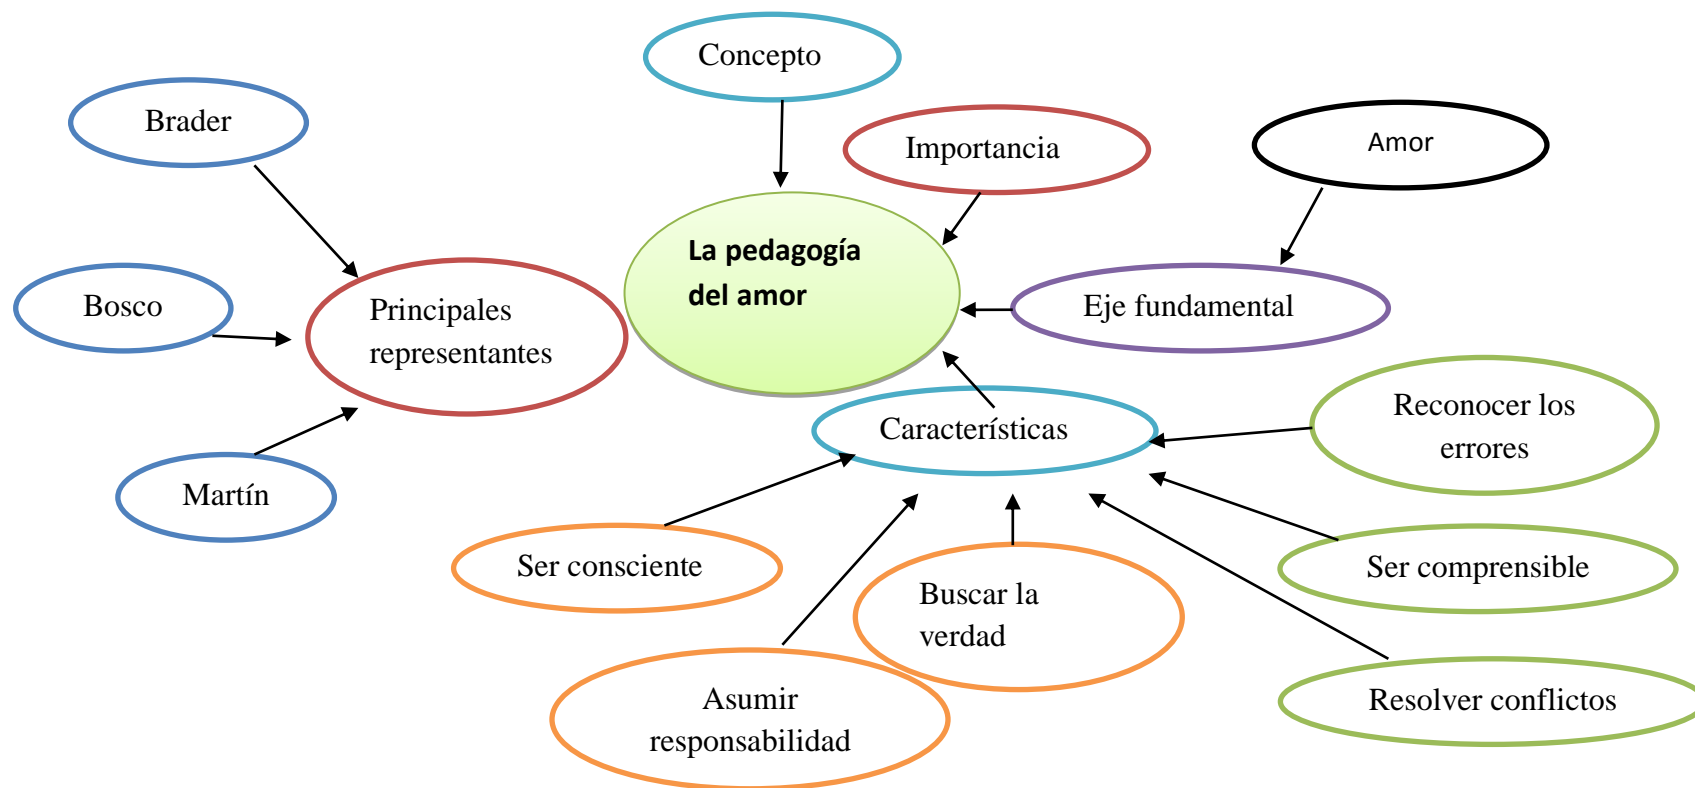 Concepto
Brader
Importancia
Amor
La pedagogía
del amor
Bosco
Principales
representantes
Eje fundamental
Características
Reconocer los
errores
Martín
Ser consciente
Buscar la
verdad
Ser comprensible
Asumir
responsabilidad
Resolver conflictos